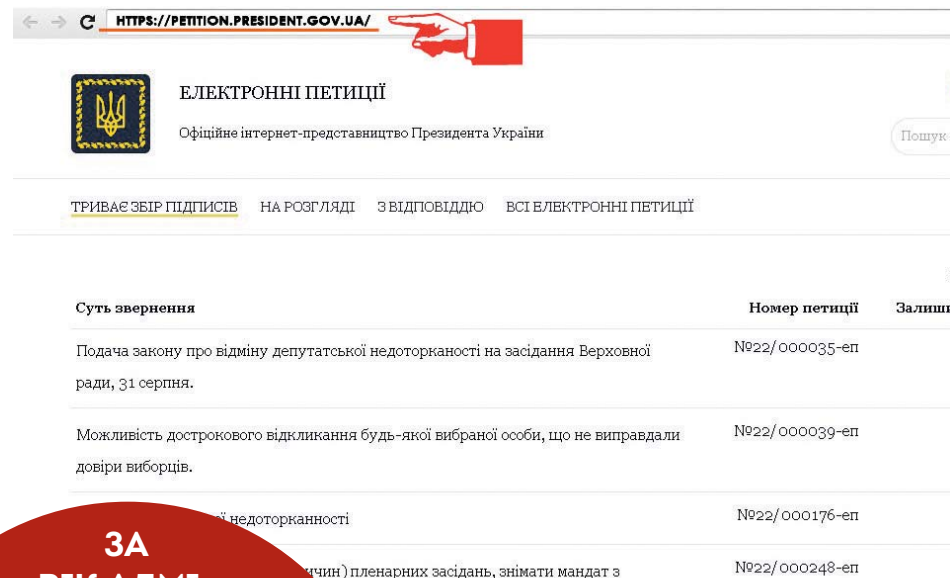 HTTPS://PETITION.PRESIDENT.GOV.UA/
ЕЛЕКТРОННІ ПЕТИЦІЇ
Офіційне інтернет-представництво Президента України
Пошук
ТРИВАЄ ЗБІР ПІДПИСІВ НА РОЗГЛЯДІ З ВІДПОВІДДЮ ВСІ ЕЛЕКТРОННІ ПЕТИЦІЇ
Суть звернення Номер петиції
Подача закону про відміну депутатської недоторканості на засідання Верховної №22/000035-еп
ради, 31 серпня.
Можливість дострокового відкликання будь-якої вибраної особи, що не виправдали №22/000039-еп
довіри виборців.
недоторканності №22/000176-еп
пленарних засідань, знімати мандат з №22/000248-еп
ЗА